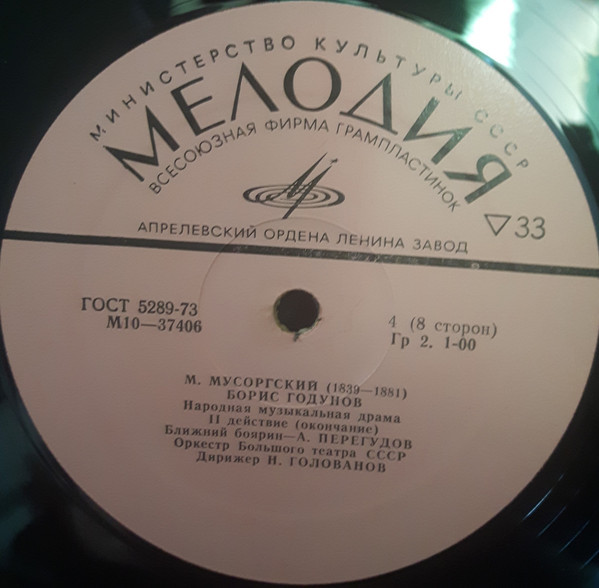 МИНИСТЕРСТВО КУЛЬТУРЫ СССР
МЕЛОДИЯ
ВСЕСОЮЗНАЯ ФИРМА ГРАМПЛАСТИНОК
33
АПРЕЛЕВСКИЙ ОРДЕНА ЛЕНИНА ЗАВОД
ГОСТ 5289-73
М10—37406
4 (8 сторон)
Гр 2. 1-00
М. МУСОРГСКИЙ (1839—1881)
БОРИС ГОДУНОВ
Народная музыкальная драма
II действие (окончание)
Ближний боярин—А. ПЕРЕГУДОВ
Оркестр Большого театра СССР
Дирижер Н. ГОЛОВАНОВ